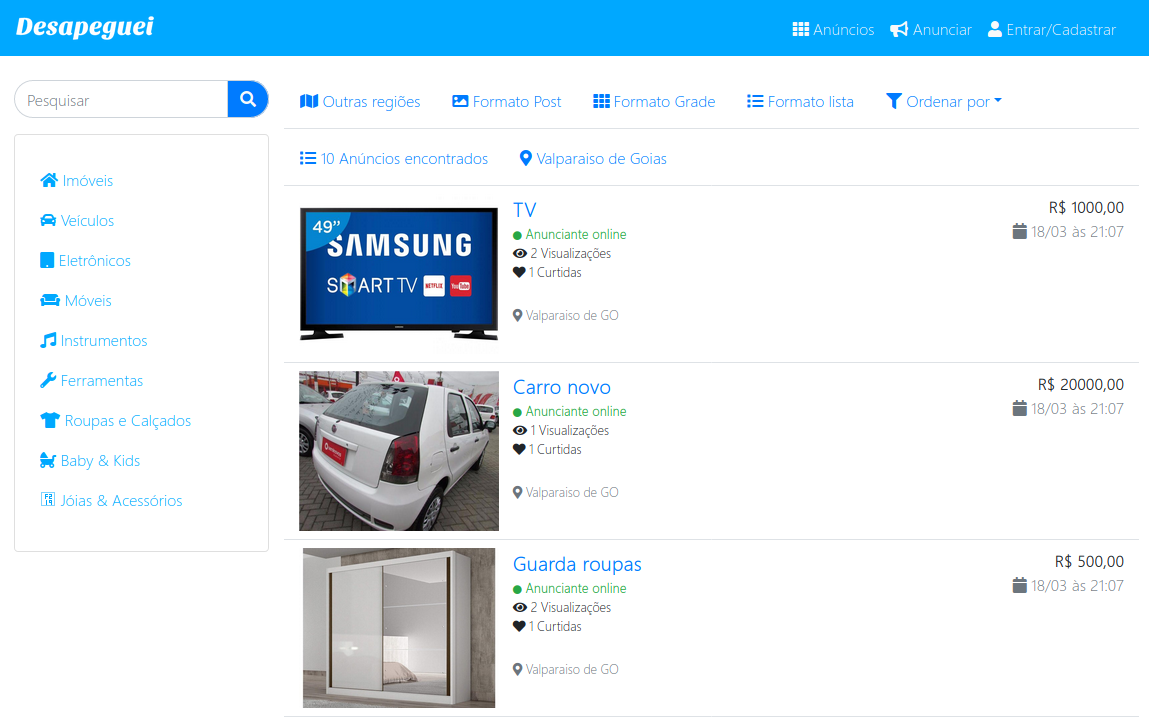 Desapeguei
Anúncios Anunciar Entrar/Cadastrar
Pesquisar
Outras regiões Formato Post Formato Grade Formato lista Ordenar por
10 Anúncios encontrados Valparaiso de Goias
Imóveis
Veículos
Eletrônicos
Móveis
Instrumentos
Ferramentas
Roupas e Calçados
Baby & Kids
Jóias & Acessórios
49”
SAMSUNG
SMART TV NETFLIX YouTube
TV
R$ 1000,00
Anunciante online
18/03 às 21:07
2 Visualizações
1 Curtidas
Valparaiso de GO
Carro novo
R$ 20000,00
Anunciante online
18/03 às 21:07
1 Visualizações
1 Curtidas
Valparaiso de GO
Guarda roupas
R$ 500,00
Anunciante online
18/03 às 21:07
2 Visualizações
1 Curtidas
Valparaiso de GO